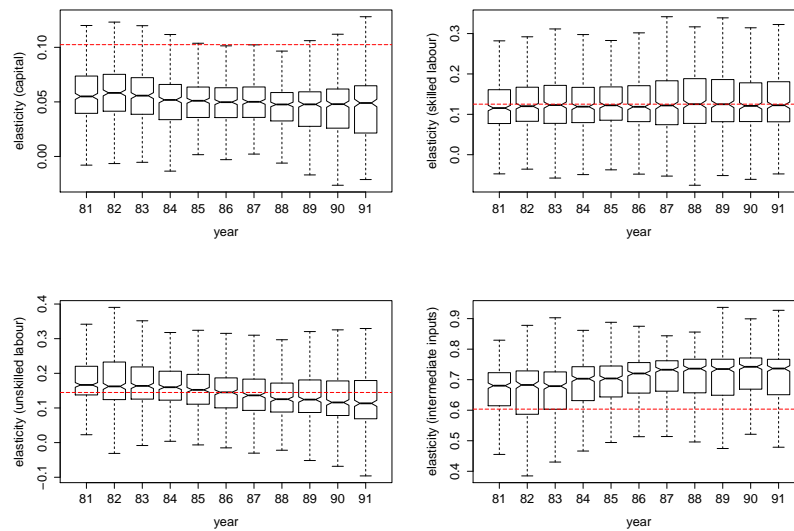 elasticity (capital)
0.00 0.05 0.10
81 82 83 84 85 86 87 88 89 90 91
year
elasticity (skilled labour)
0.0 0.1 0.2 0.3
81 82 83 84 85 86 87 88 89 90 91
year
elasticity (unskilled labour)
−0.1 0.0 0.1 0.2 0.3 0.4
81 82 83 84 85 86 87 88 89 90 91
year
elasticity (intermediate inputs)
0.4 0.5 0.6 0.7 0.8 0.9
81 82 83 84 85 86 87 88 89 90 91
year